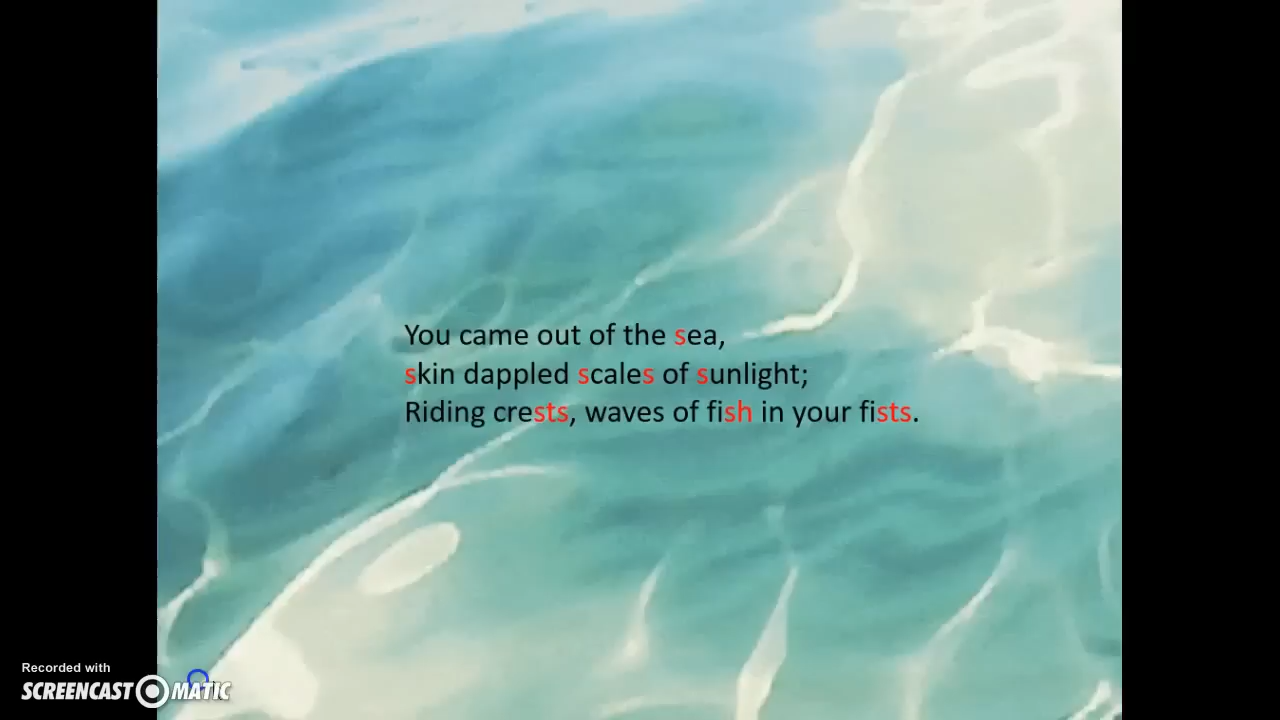 You came out of the sea,
skin dappled scales of sunlight;
Riding crests, waves of fish in your fists.
Recorded with
SCREENCAST MATIC